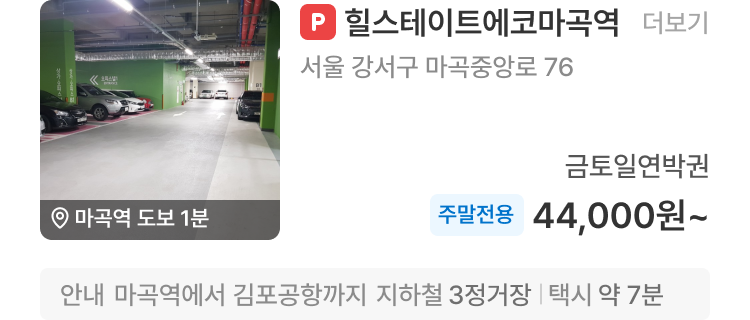 P 힐스테이트에코마곡역 더보기
서울 강서구 마곡중앙로 76
마곡역 도보 1분
금토일연박권
주말전용 44,000원~
안내 마곡역에서 김포공항까지 지하철 3정거장 | 택시 약 7분